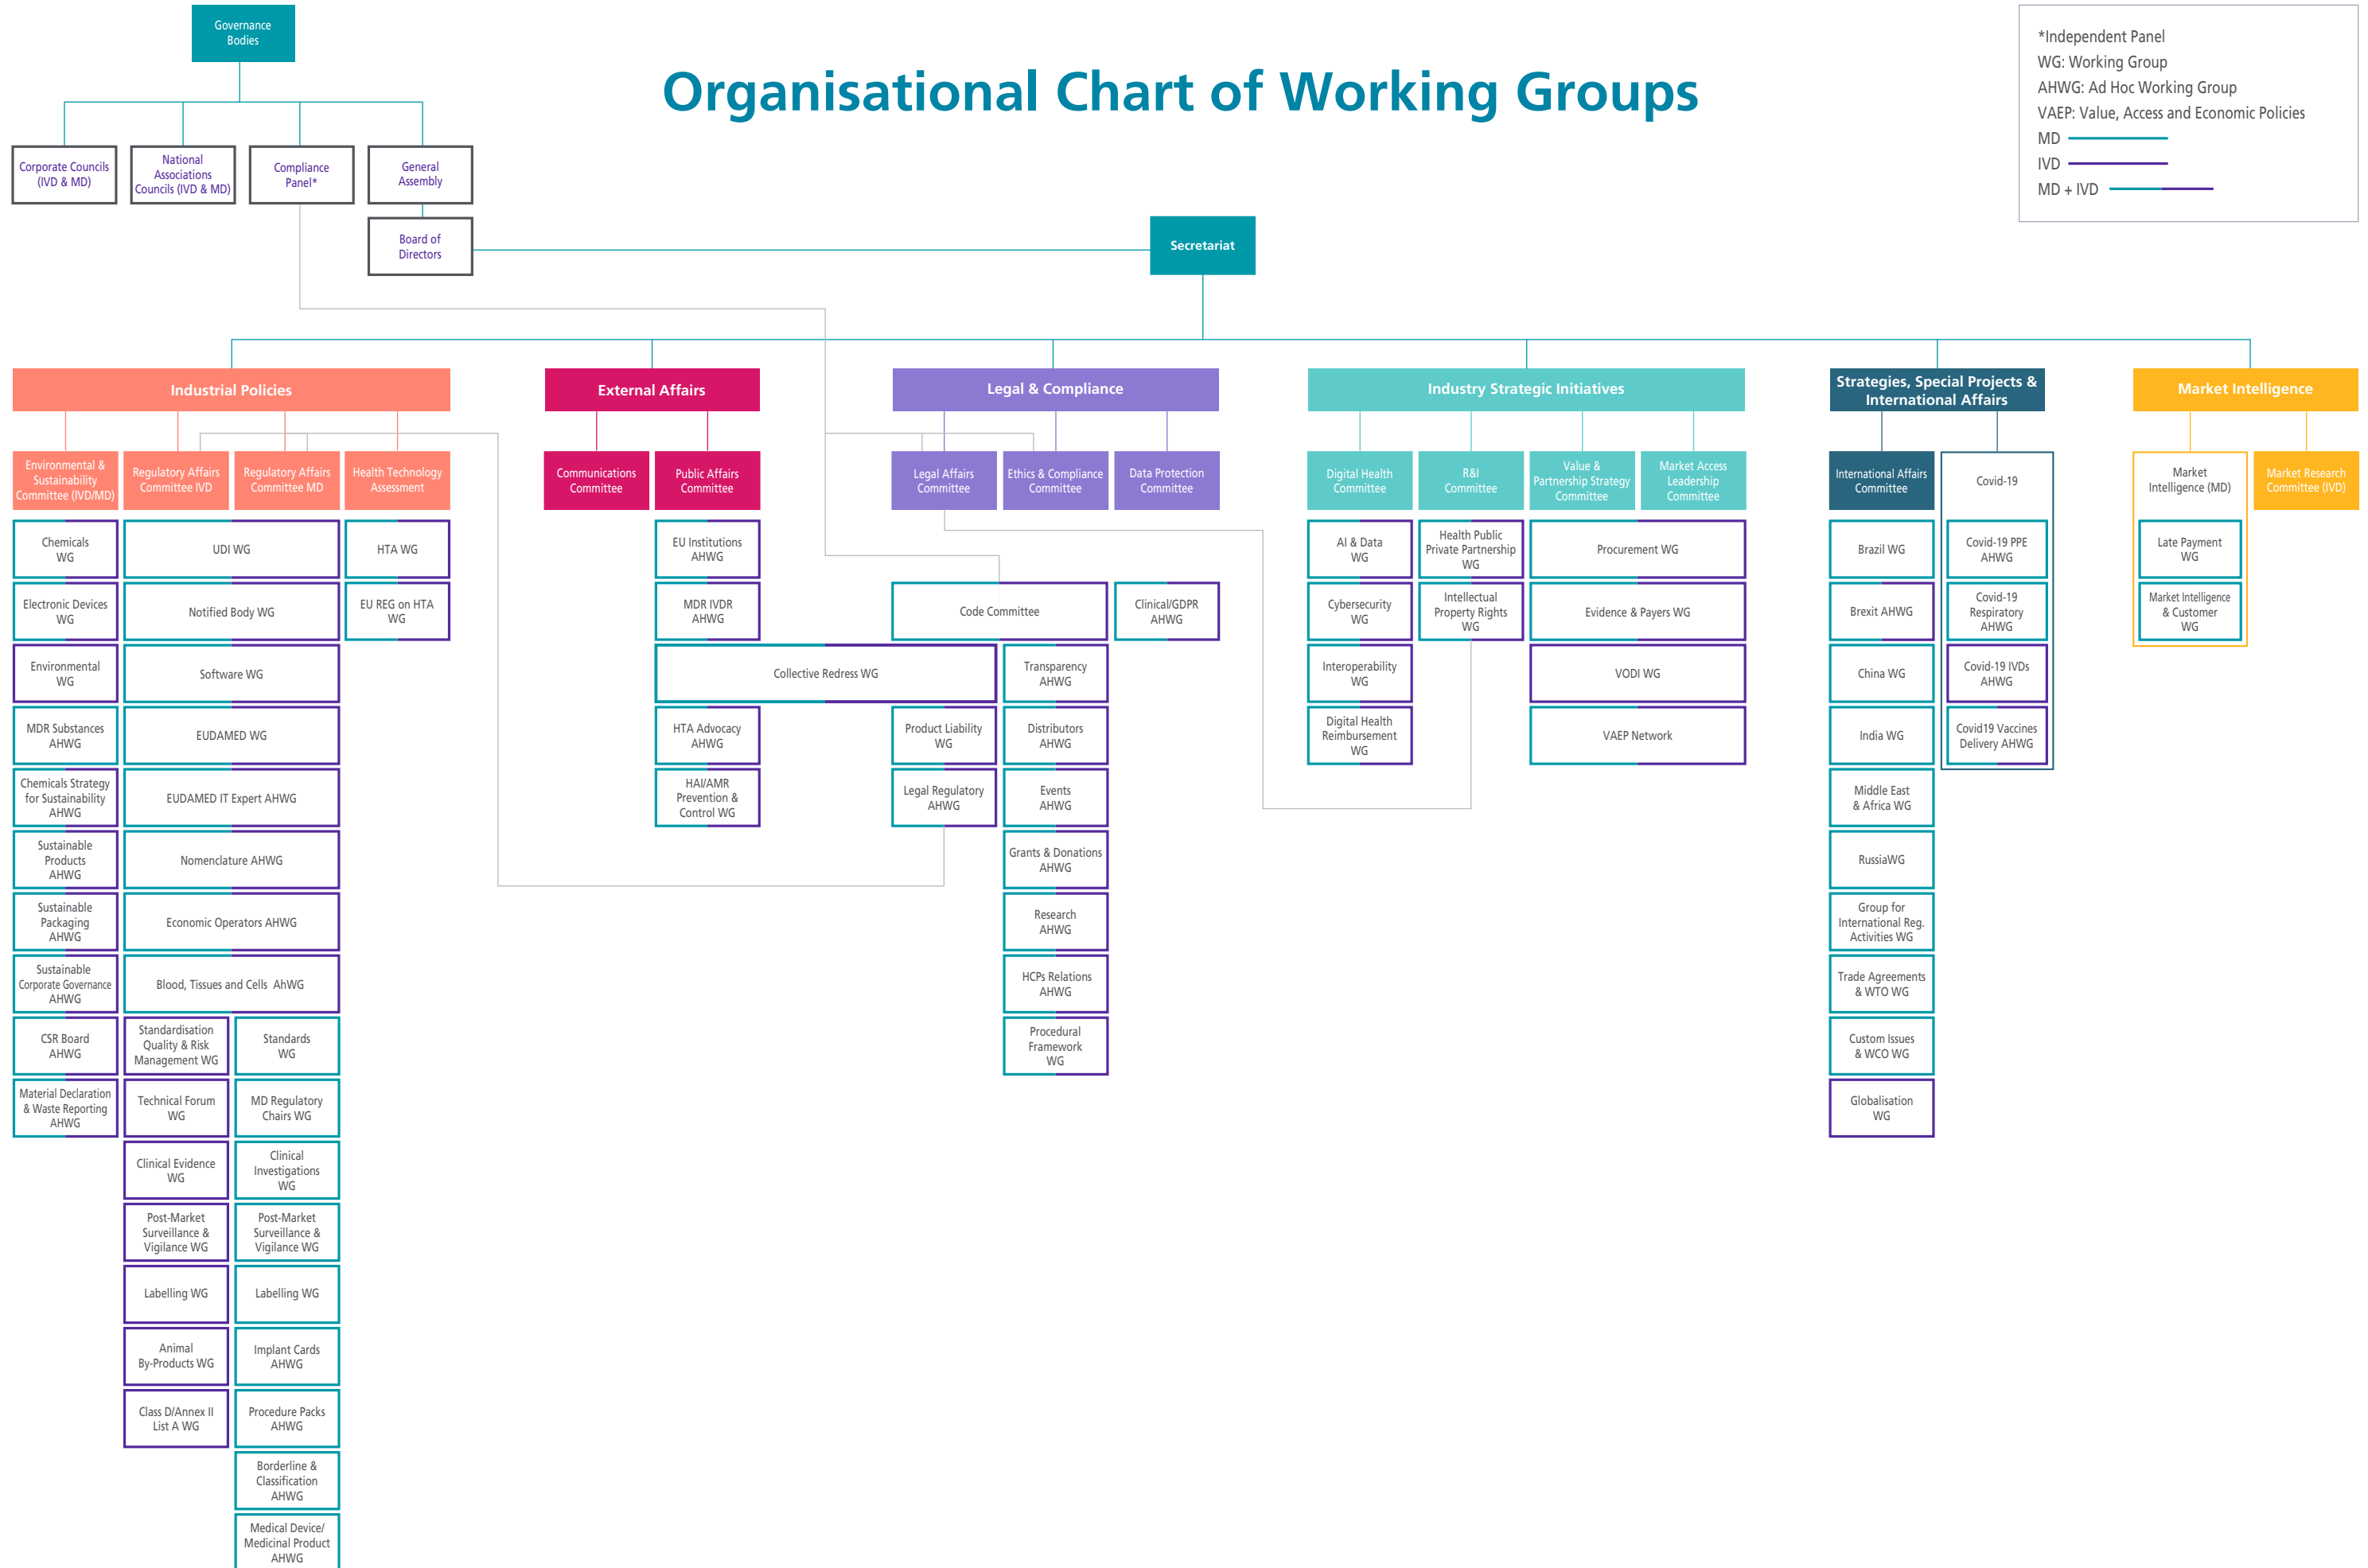 Governance
Bodies
Organisational Chart of Working Groups
*Independent Panel
WG: Working Group
AHWG: Ad Hoc Working Group
VAEP: Value, Access and Economic Policies
MD
IVD
MD + IVD
Corporate Councils
(IVD & MD)
National
Associations
Councils (IVD & MD)
Compliance
Panel*
General
Assembly
Board of
Directors
Secretariat
Industrial Policies
Environmental &
Sustainability
Committee (IVD/MD)
Regulatory Affairs
Committee IVD
Regulatory Affairs
Committee MD
Health Technology
Assessment
Chemicals
WG
Electronic Devices
WG
Environmental
WG
MDR Substances
AHWG
Chemicals Strategy
for Sustainability
AHWG
Sustainable
Products
AHWG
Sustainable
Packaging
AHWG
Sustainable
Corporate Governance
AHWG
CSR Board
AHWG
Material Declaration
& Waste Reporting
AHWG
UDI WG
Notified Body WG
Software WG
EUDAMED WG
EUDAMED IT Expert AHWG
Nomenclature AHWG
Economic Operators AHWG
Blood, Tissues and Cells  AhWG
Standardisation
Quality & Risk
Management WG
Technical Forum
WG
Clinical Evidence
WG
Post-Market
Surveillance &
Vigilance WG
Labelling WG
Animal
By-Products WG
Class D/Annex II
List A WG
Standards
WG
MD Regulatory
Chairs WG
Clinical
Investigations
WG
Post-Market
Surveillance &
Vigilance WG
Labelling WG
Implant Cards
AHWG
Procedure Packs
AHWG
Borderline &
Classification
AHWG
Medical Device/
Medicinal Product
AHWG
HTA WG
EU REG on HTA
WG
External Affairs
Communications
Committee
Public Affairs
Committee
EU Institutions
AHWG
MDR IVDR
AHWG
Collective Redress WG
HTA Advocacy
AHWG
HAI/AMR
Prevention &
Control WG
Legal & Compliance
Legal Affairs
Committee
Ethics & Compliance
Committee
Data Protection
Committee
Code Committee
Clinical/GDPR
AHWG
Product Liability
WG
Legal Regulatory
AHWG
Transparency
AHWG
Distributors
AHWG
Events
AHWG
Grants & Donations
AHWG
Research
AHWG
HCPs Relations
AHWG
Procedural
Framework
WG
Industry Strategic Initiatives
Digital Health
Committee
R&I
Committee
Value &
Partnership Strategy
Committee
Market Access
Leadership
Committee
AI & Data
WG
Cybersecurity
WG
Interoperability
WG
Digital Health
Reimbursement
WG
Health Public
Private Partnership
WG
Intellectual
Property Rights
WG
Procurement WG
Evidence & Payers WG
VODI WG
VAEP Network
Strategies, Special Projects &
International Affairs
International Affairs
Committee
Covid-19
Brazil WG
Brexit AHWG
China WG
India WG
Middle East
& Africa WG
RussiaWG
Group for
International Reg.
Activities WG
Trade Agreements
& WTO WG
Custom Issues
& WCO WG
Globalisation
WG
Covid-19 PPE
AHWG
Covid-19
Respiratory
AHWG
Covid-19 IVDs
AHWG
Covid19 Vaccines
Delivery AHWG
Market Intelligence
Market
Intelligence (MD)
Market Research
Committee (IVD)
Late Payment
WG
Market Intelligence
& Customer
WG